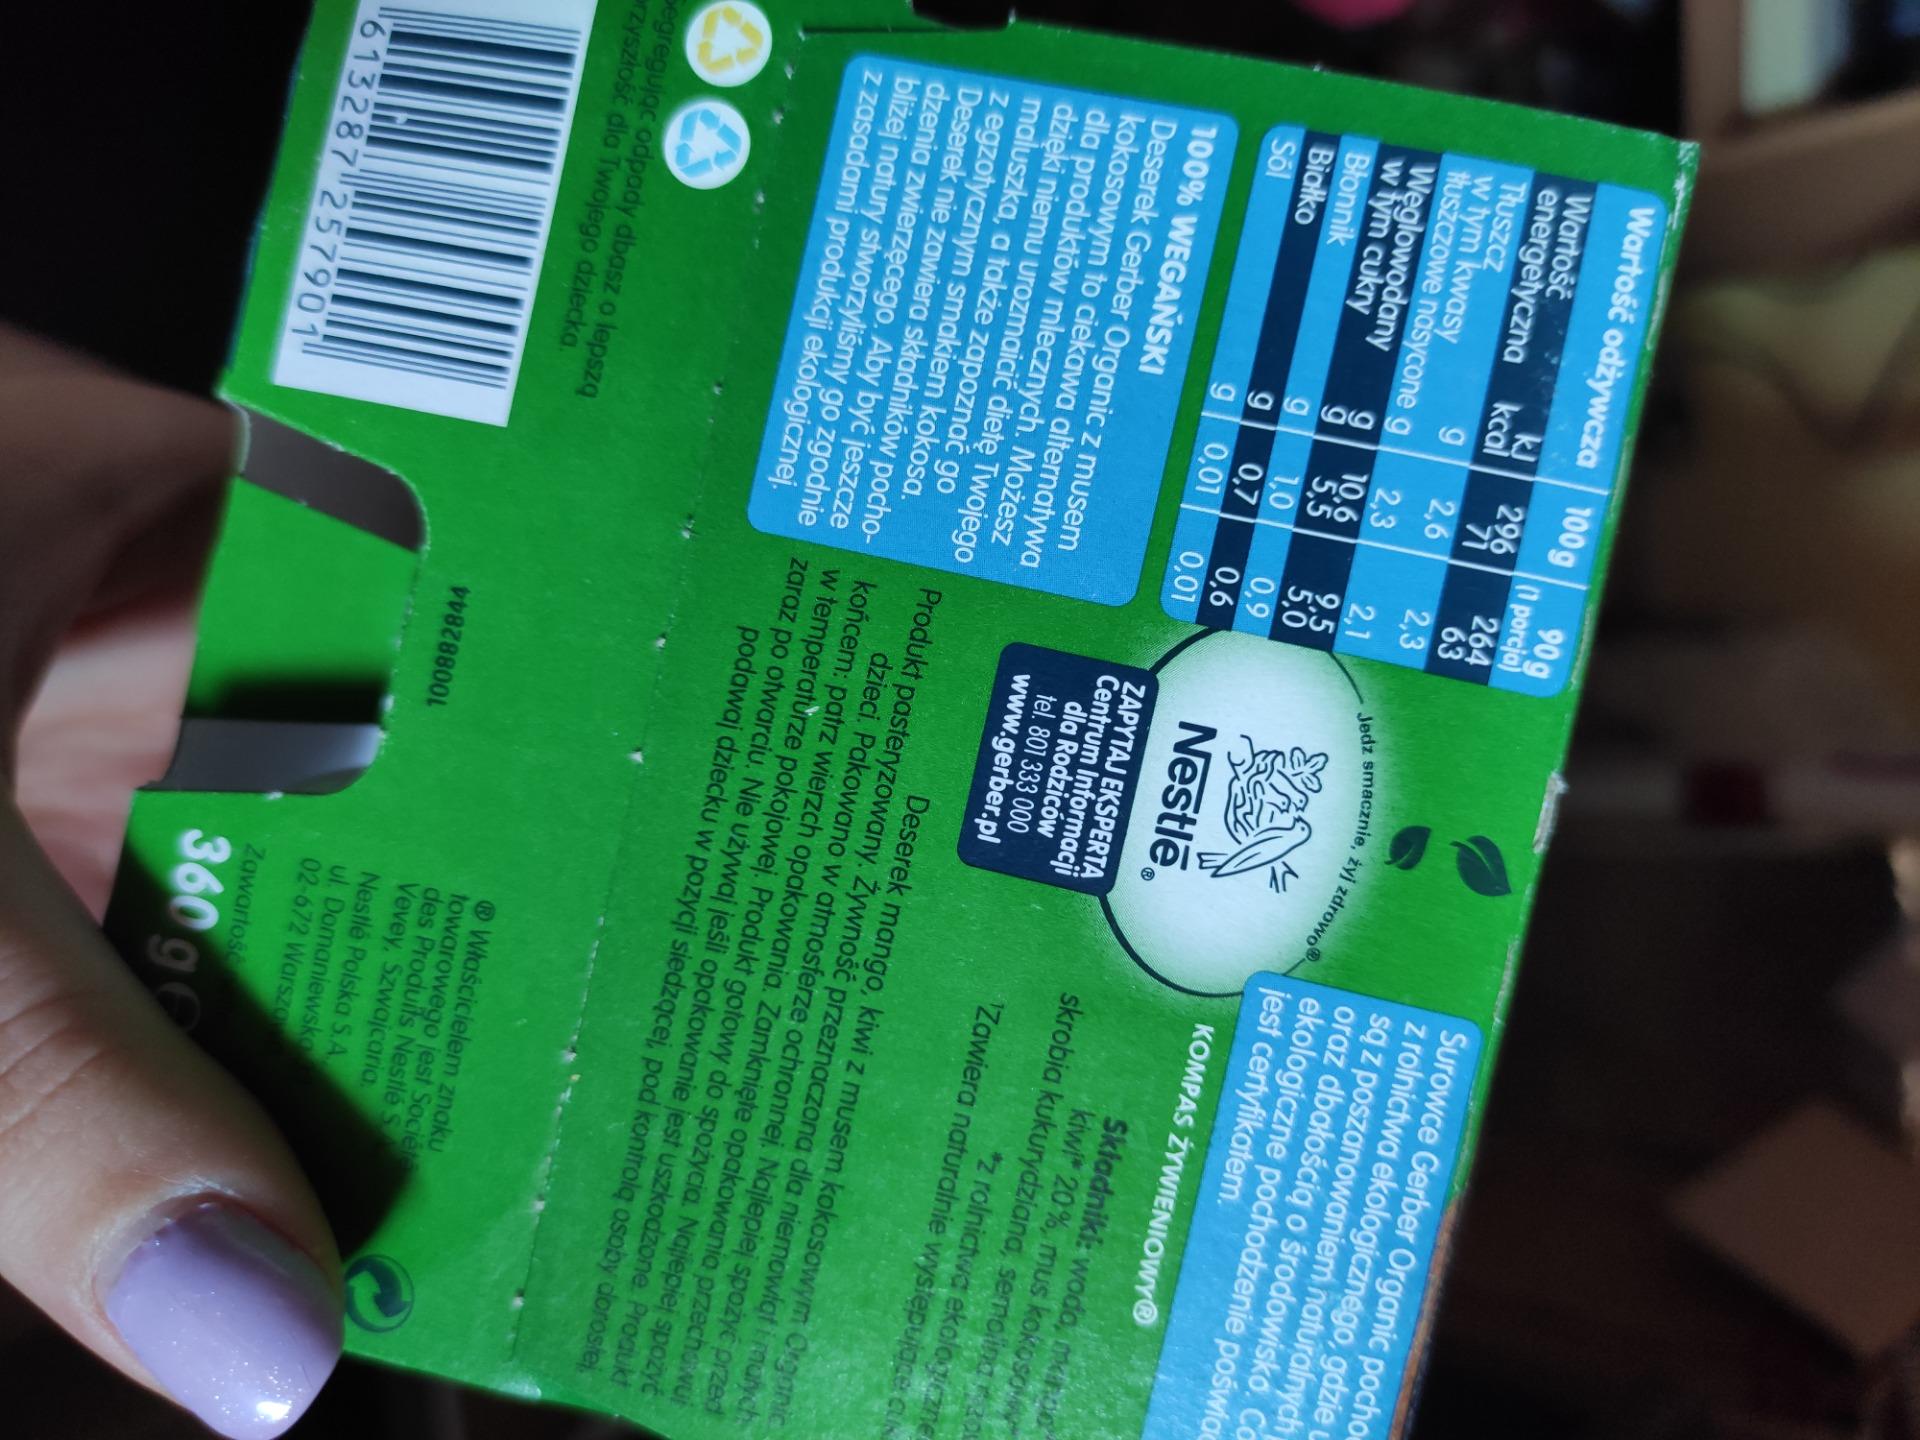 Wartość odżywcza 100g 90g (1 porcja)
Wartość
energetyczna kJ 296 264
kcal 71 63
Tłuszcz g 2,6 2,3
w tym kwasy
tłuszczowe nasycone g 2,3 2,1
Węglowodany g 10,6 9,5
w tym cukry g 5,5 5,0
Błonnik g 1,0 0,9
Białko g 0,7 0,6
Sól g 0,01 0,01
100% WEGAŃSKI
Deserek Gerber Organic z musem
kokosowym to ciekawa alternatywa
dla produktów mlecznych. Możesz
dzięki niemu urozmaicić dietę Twojego
maluszka, a także zapoznać go
z egzotycznym smakiem kokosa.
Deserek nie zawiera składników pocho-
dzenia zwierzęcego. Aby być jeszcze
bliżej natury stworzyliśmy go zgodnie
z zasadami produkcji ekologicznej.
Jedz smacznie, żyj zdrowo®
Nestlé®
ZAPYTAJ EKSPERTA
Centrum Informacji
dla Rodziców
tel. 801 333 000
www.gerber.pl
Surowce Gerber Organic
z rolnictwa ekologicznego, gdzie
są z poszanowaniem naturalnych
oraz dbałością o środowisko.
ekologiczne pochodzenie
jest certyfikatem.
KOMPAS ŻYWIENIOWY®
Składniki: woda,
kiwi* 20%, mus kokosowy*
skrobia kukurydziana, semolina
*z rolnictwa ekologicznego
¹Zawiera naturalnie występujące
Deserek mango, kiwi z musem kokosowym Organic
Produkt pasteryzowany. Żywność przeznaczona dla niemowląt i małych
dzieci. Pakowano w atmosferze ochronnej. Najlepiej spożyć przed
końcem: patrz wierzch opakowania. Zamknięte opakowania przechowuj
w temperaturze pokojowej. Produkt gotowy do spożycia. Najlepiej spożyć
zaraz po otwarciu. Nie używaj jeśli opakowanie jest uszkodzone. Produkt
podawaj dziecku w pozycji siedzącej, pod kontrolą osoby dorosłej.
Segregując odpady dbasz o lepszą
przyszłość dla Twojego dziecka.
613287 257901
100882844
® Właścicielem znaku
towarowego jest Société
des Produits Nestlé S.A.
Vevey, Szwajcaria.
Nestlé Polska S.A.
ul. Domaniewska
02-672
Zawartość
360 g